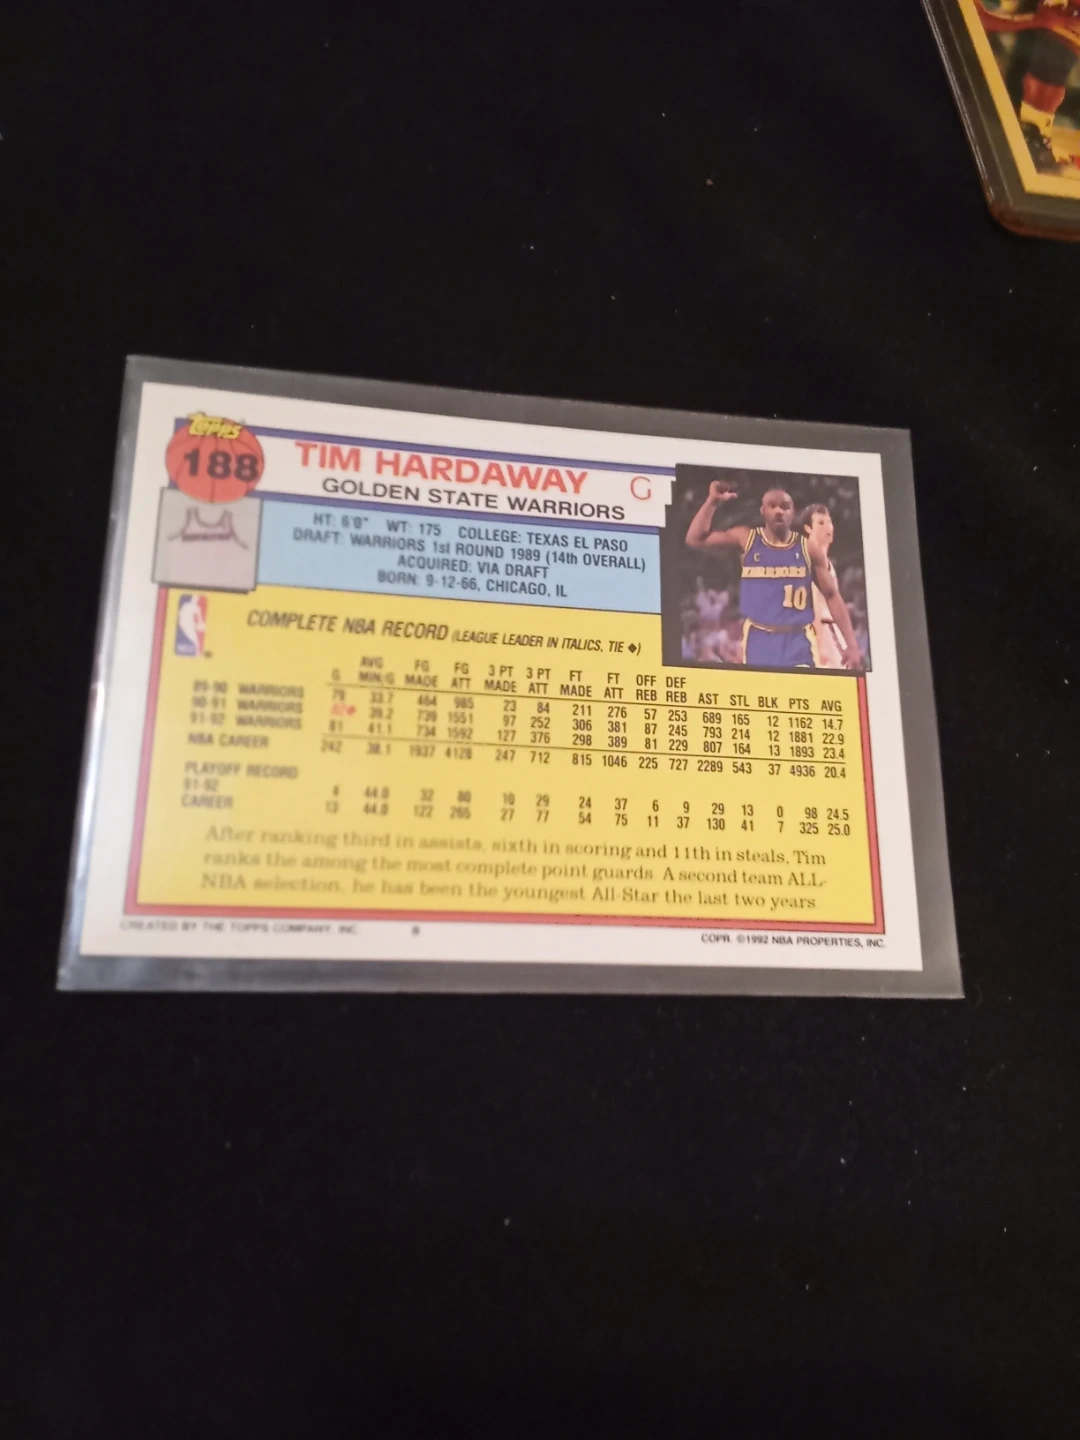 TOPPS
188
TIM HARDAWAY G
GOLDEN STATE WARRIORS
HT: 6'0" WT: 175 COLLEGE: TEXAS EL PASO
DRAFT: WARRIORS 1st ROUND 1989 (14th OVERALL)
ACQUIRED: VIA DRAFT
BORN: 9-12-66, CHICAGO, IL
WARRIORS
10
COMPLETE NBA RECORD (LEAGUE LEADER IN ITALICS, TIE ◆)
G AVG MIN/G FG MADE FG ATT 3 PT MADE 3 PT ATT FT MADE FT ATT OFF REB DEF REB AST STL BLK PTS AVG
89-90 WARRIORS 79 33.7 464 985 23 84 211 276 57 253 689 165 12 1162 14.7
90-91 WARRIORS 82◆ 39.2 739 1551 97 252 306 381 87 245 793 214 12 1881 22.9
91-92 WARRIORS 81 41.1 734 1592 127 376 298 389 81 229 807 164 13 1893 23.4
NBA CAREER 242 38.1 1937 4128 247 712 815 1046 225 727 2289 543 37 4936 20.4
PLAYOFF RECORD
91-92 4 44.0 32 80 10 29 24 37 6 9 29 13 0 98 24.5
CAREER 13 44.0 122 265 27 77 54 75 11 37 130 41 7 325 25.0
After ranking third in assists, sixth in scoring and 11th in steals, Tim
ranks the among the most complete point guards. A second team ALL-
NBA selection, he has been the youngest All-Star the last two years
CREATED BY THE TOPPS COMPANY, INC.
COPR. ©1992 NBA PROPERTIES, INC.